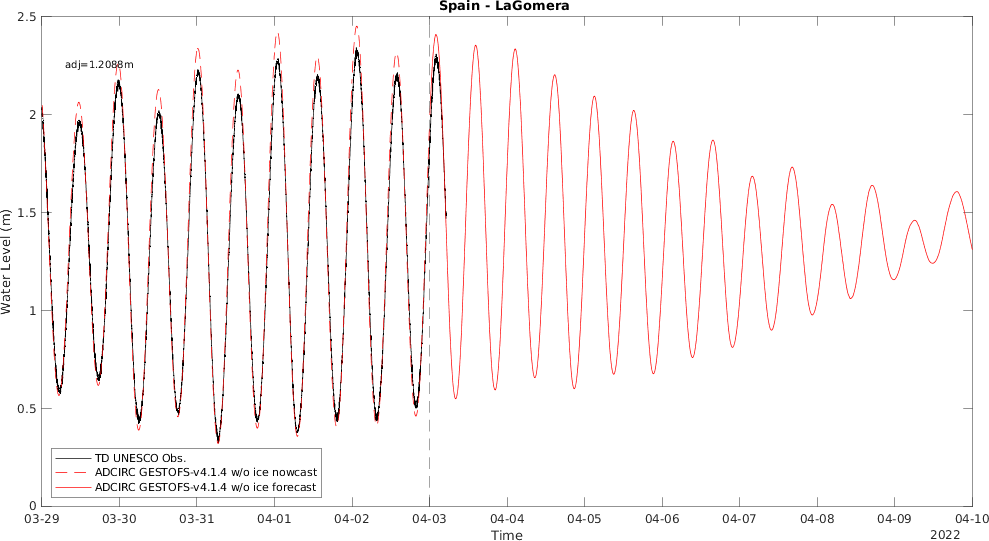 Spain - LaGomera
2.5
adj=1.2088m
2
1.5
Water Level (m)
1
0.5
TD UNESCO Obs.
ADCIRC GESTOFS-v4.1.4 w/o ice nowcast
ADCIRC GESTOFS-v4.1.4 w/o ice forecast
0
03-29 03-30 03-31 04-01 04-02 04-03 04-04 04-05 04-06 04-07 04-08 04-09 04-10
Time
2022